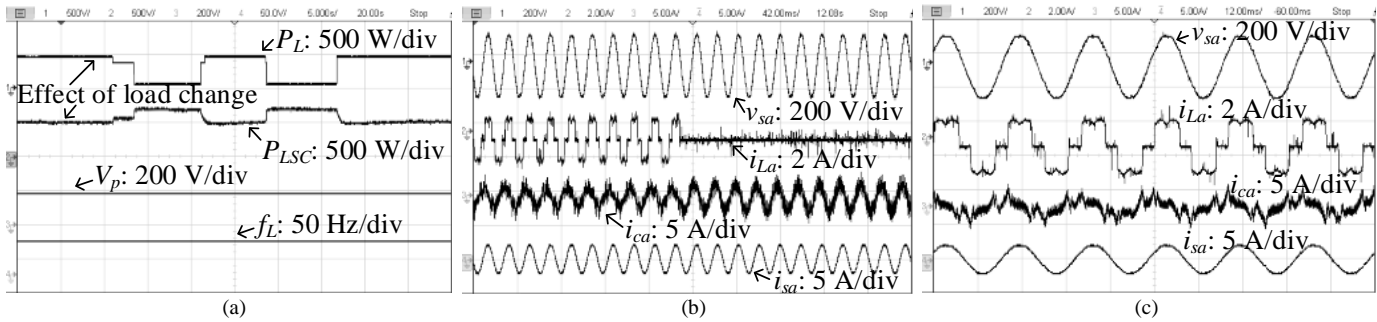 1 500V/ 2 500V/ 3 200V/ 4 60.0V/ 5.000s/ 20.00s Stop
P_L: 500 W/div
Effect of load change
P_LSC: 500 W/div
V_p: 200 V/div
f_L: 50 Hz/div
(a)
1 200V/ 2 2.00A/ 3 5.00A/ 5.00A/ 42.00ms/ 12.08s Stop
v_sa: 200 V/div
i_La: 2 A/div
i_ca: 5 A/div
i_sa: 5 A/div
(b)
1 200V/ 2 2.00A/ 3 5.00A/ 5.00A/ 12.00ms/ -60.00ms Stop
v_sa: 200 V/div
i_La: 2 A/div
i_ca: 5 A/div
i_sa: 5 A/div
(c)